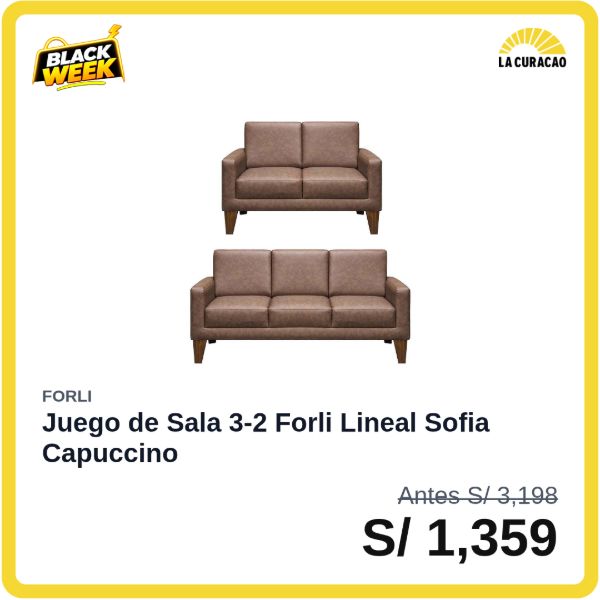 BLACK
WEEK
LA CURACAO
FORLI
Juego de Sala 3-2 Forli Lineal Sofia
Capuccino
Antes S/ 3,198
S/ 1,359